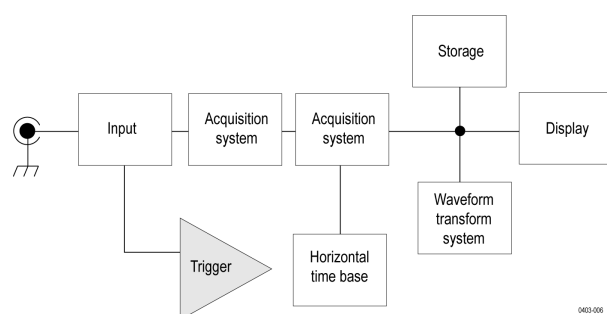 Storage
Input
Acquisition
system
Acquisition
system
Display
Waveform
transform
system
Trigger
Horizontal
time base
0403-006